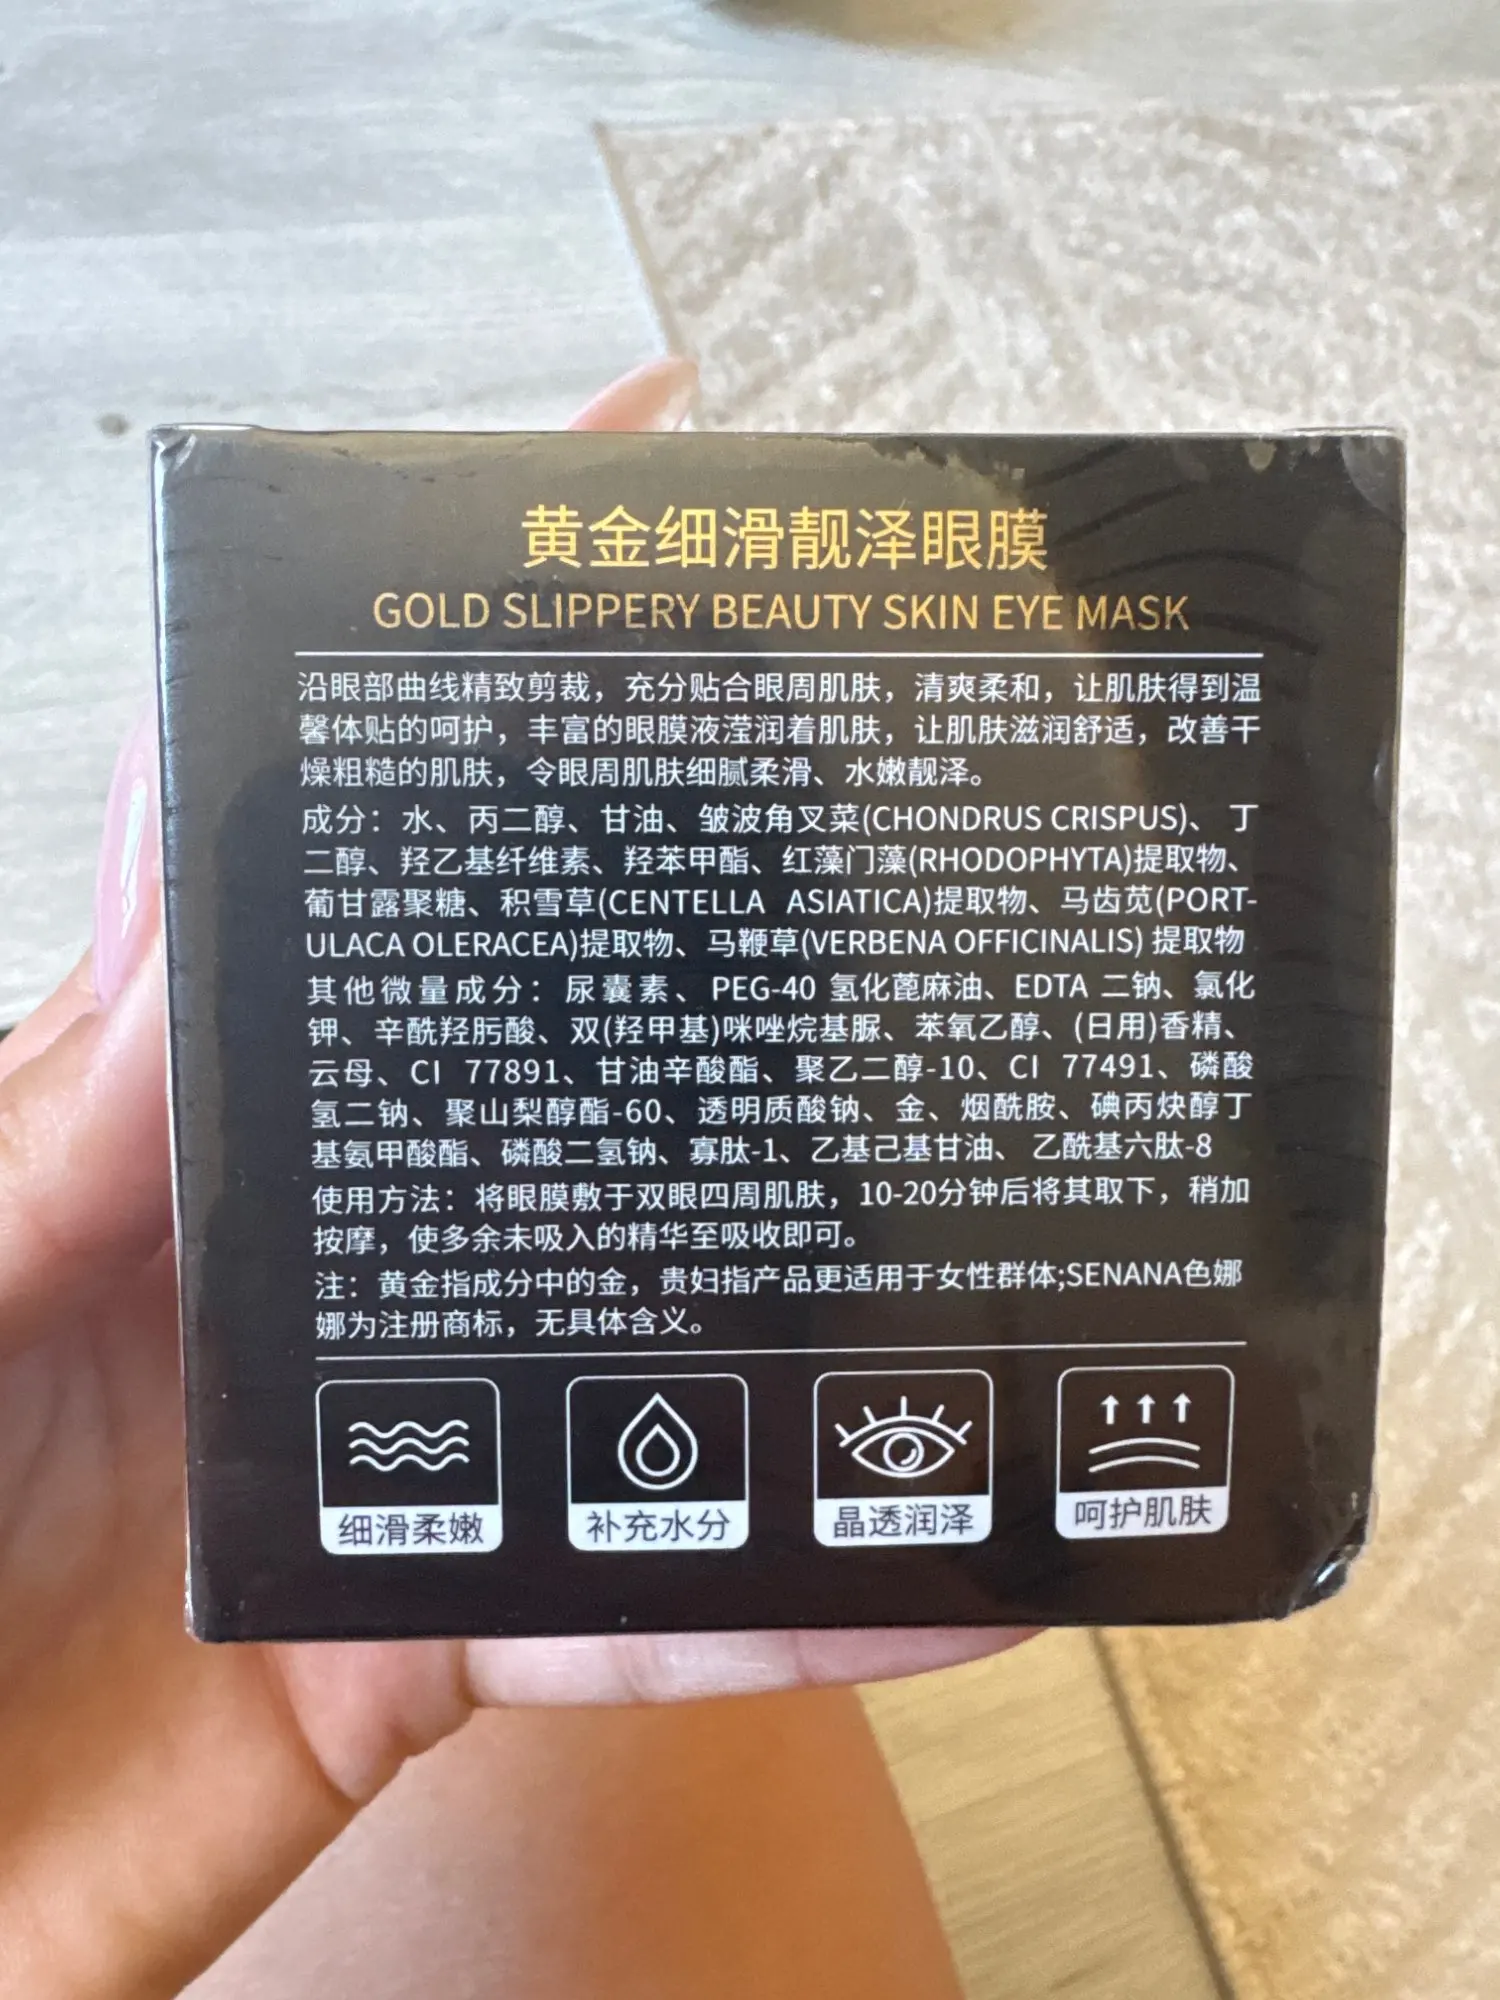 黄金细滑靓泽眼膜
GOLD SLIPPERY BEAUTY SKIN EYE MASK
沿眼部曲线精致剪裁，充分贴合眼周肌肤，清爽柔和，让肌肤得到温
馨体贴的呵护，丰富的眼膜液滢润着肌肤，让肌肤滋润舒适，改善干
燥粗糙的肌肤，令眼周肌肤细腻柔滑、水嫩靓泽。
成分：水、丙二醇、甘油、皱波角叉菜(CHONDRUS CRISPUS)、丁
二醇、羟乙基纤维素、羟苯甲酯、红藻门藻(RHODOPHYTA)提取物、
葡甘露聚糖、积雪草(CENTELLA ASIATICA)提取物、马齿苋(PORT-
ULACA OLERACEA)提取物、马鞭草(VERBENA OFFICINALIS) 提取物
其他微量成分：尿囊素、PEG-40 氢化蓖麻油、EDTA 二钠、氯化
钾、辛酰羟肟酸、双(羟甲基)咪唑烷基脲、苯氧乙醇、(日用)香精、
云母、CI 77891、甘油辛酸酯、聚乙二醇-10、CI 77491、磷酸
氢二钠、聚山梨醇酯-60、透明质酸钠、金、烟酰胺、碘丙炔醇丁
基氨甲酸酯、磷酸二氢钠、寡肽-1、乙基己基甘油、乙酰基六肽-8
使用方法：将眼膜敷于双眼四周肌肤，10-20分钟后将其取下，稍加
按摩，使多余未吸入的精华至吸收即可。
注：黄金指成分中的金，贵妇指产品更适用于女性群体;SENANA色娜
娜为注册商标，无具体含义。
细滑柔嫩
补充水分
晶透润泽
呵护肌肤